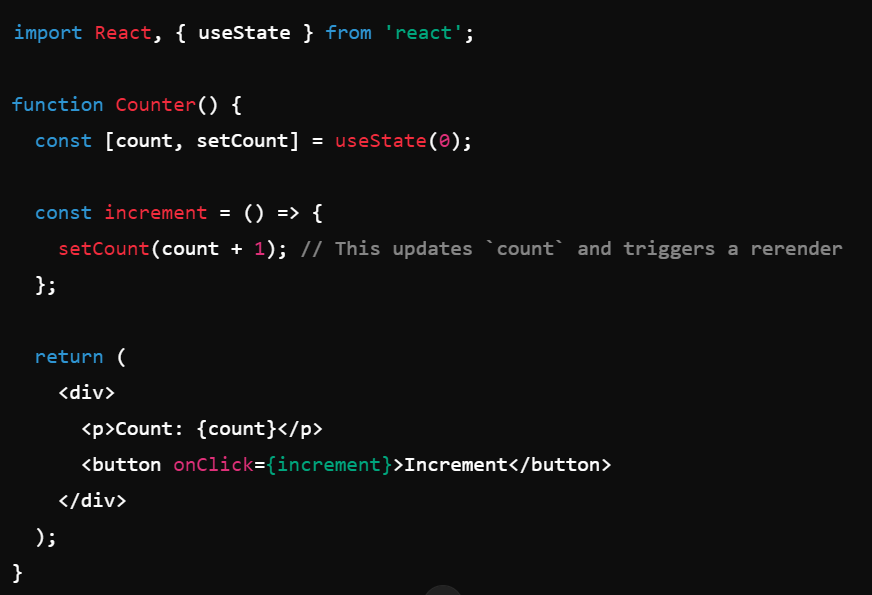 import React, { useState } from 'react';

function Counter() {
  const [count, setCount] = useState(0);

  const increment = () => {
    setCount(count + 1); // This updates `count` and triggers a rerender
  };

  return (
    <div>
      <p>Count: {count}</p>
      <button onClick={increment}>Increment</button>
    </div>
  );
}